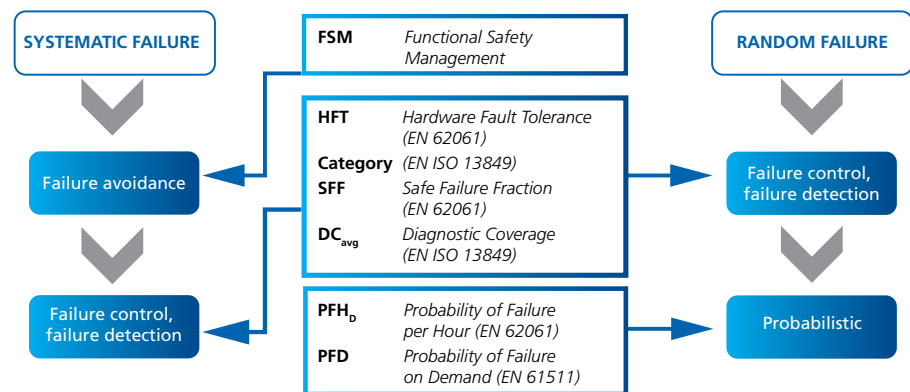 SYSTEMATIC FAILURE
Failure avoidance
Failure control,
failure detection
FSM Functional Safety
Management
HFT Hardware Fault Tolerance
(EN 62061)
Category (EN ISO 13849)
SFF Safe Failure Fraction
(EN 62061)
DCavg Diagnostic Coverage
(EN ISO 13849)
PFHD Probability of Failure
per Hour (EN 62061)
PFD Probability of Failure
on Demand (EN 61511)
RANDOM FAILURE
Failure control,
failure detection
Probabilistic